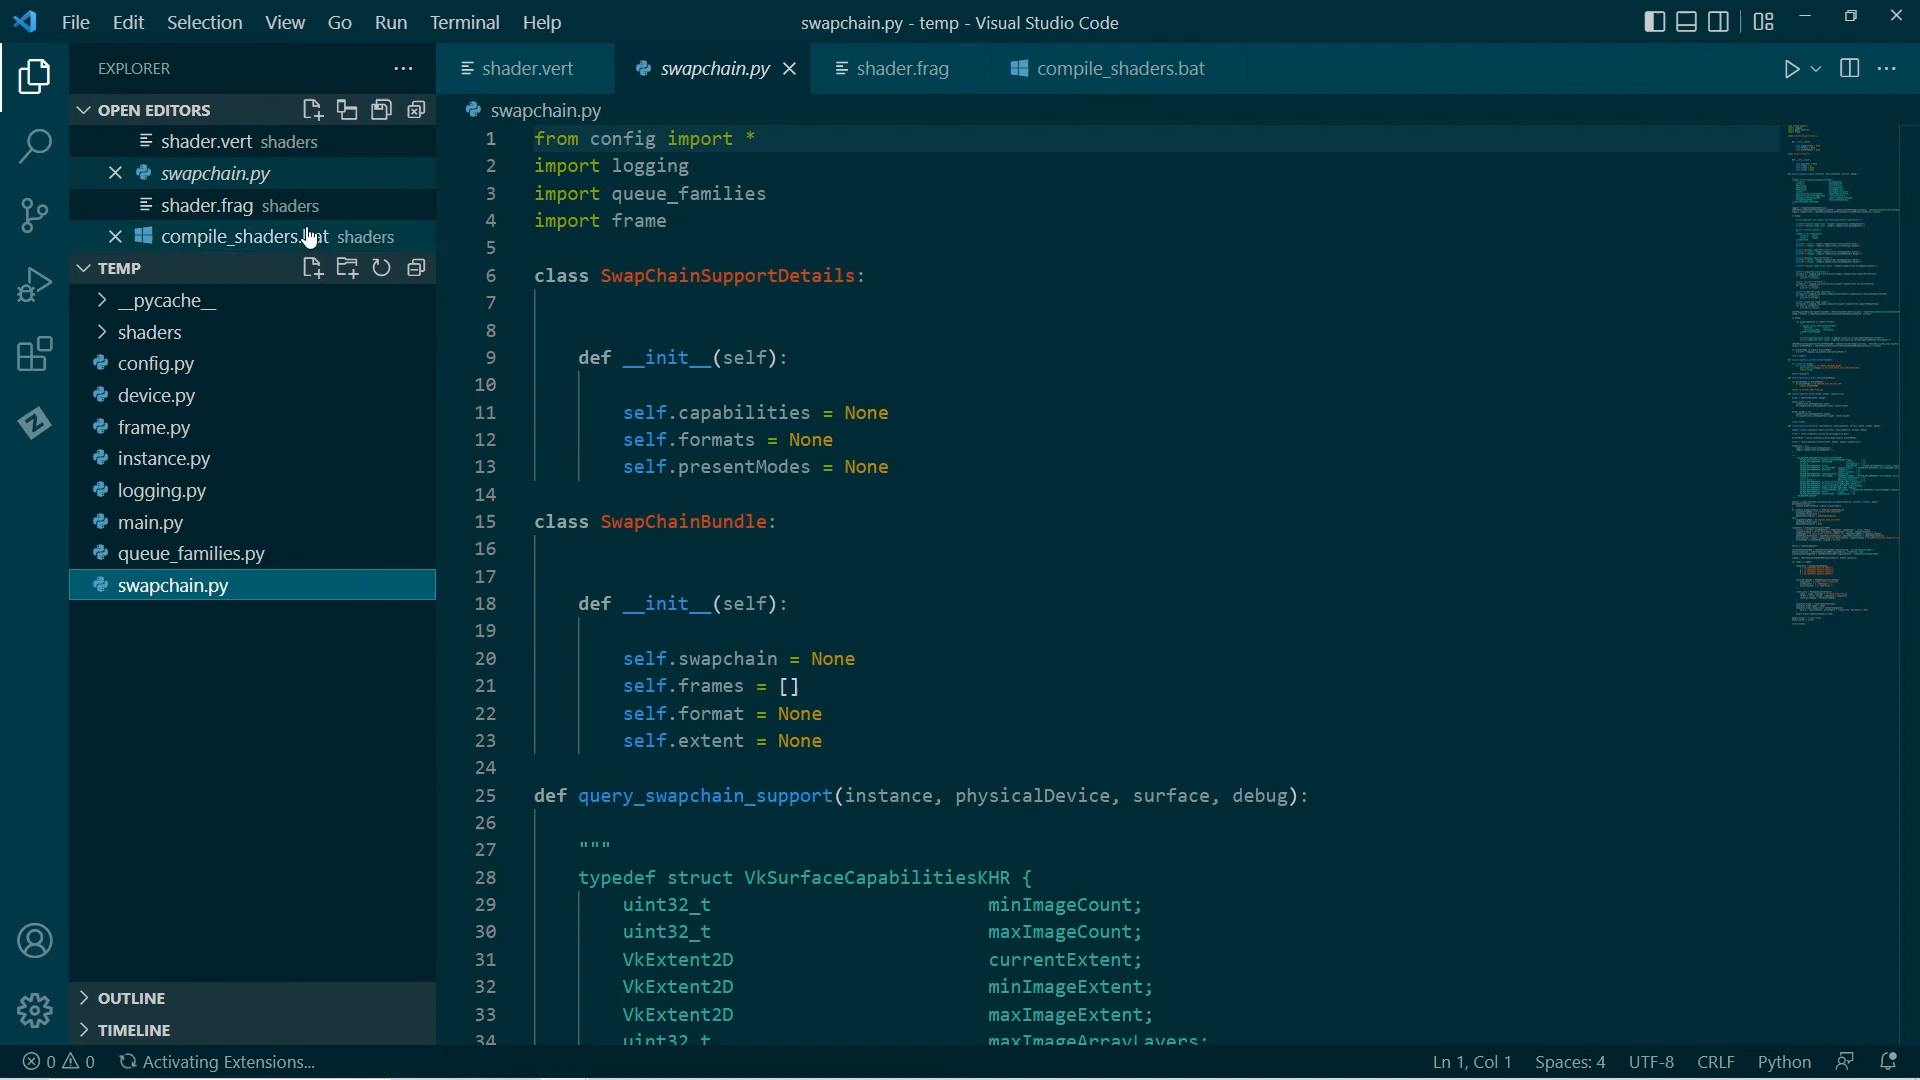 File Edit Selection View Go Run Terminal Help
swapchain.py - temp - Visual Studio Code
EXPLORER
OPEN EDITORS
shader.vert shaders
swapchain.py
shader.frag shaders
compile_shaders.bat shaders
TEMP
__pycache__
shaders
config.py
device.py
frame.py
instance.py
logging.py
main.py
queue_families.py
swapchain.py
OUTLINE
TIMELINE
shader.vert swapchain.py shader.frag compile_shaders.bat
swapchain.py
1 from config import *
2 import logging
3 import queue_families
4 import frame
5
6 class SwapChainSupportDetails:
7
8
9 def __init__(self):
10
11 self.capabilities = None
12 self.formats = None
13 self.presentModes = None
14
15 class SwapChainBundle:
16
17
18 def __init__(self):
19
20 self.swapchain = None
21 self.frames = []
22 self.format = None
23 self.extent = None
24
25 def query_swapchain_support(instance, physicalDevice, surface, debug):
26
27 """
28 typedef struct VkSurfaceCapabilitiesKHR {
29 uint32_t minImageCount;
30 uint32_t maxImageCount;
31 VkExtent2D currentExtent;
32 VkExtent2D minImageExtent;
33 VkExtent2D maxImageExtent;
34 uint32_t maxImageArrayLayers;
0 0 Activating Extensions...
Ln 1, Col 1 Spaces: 4 UTF-8 CRLF Python